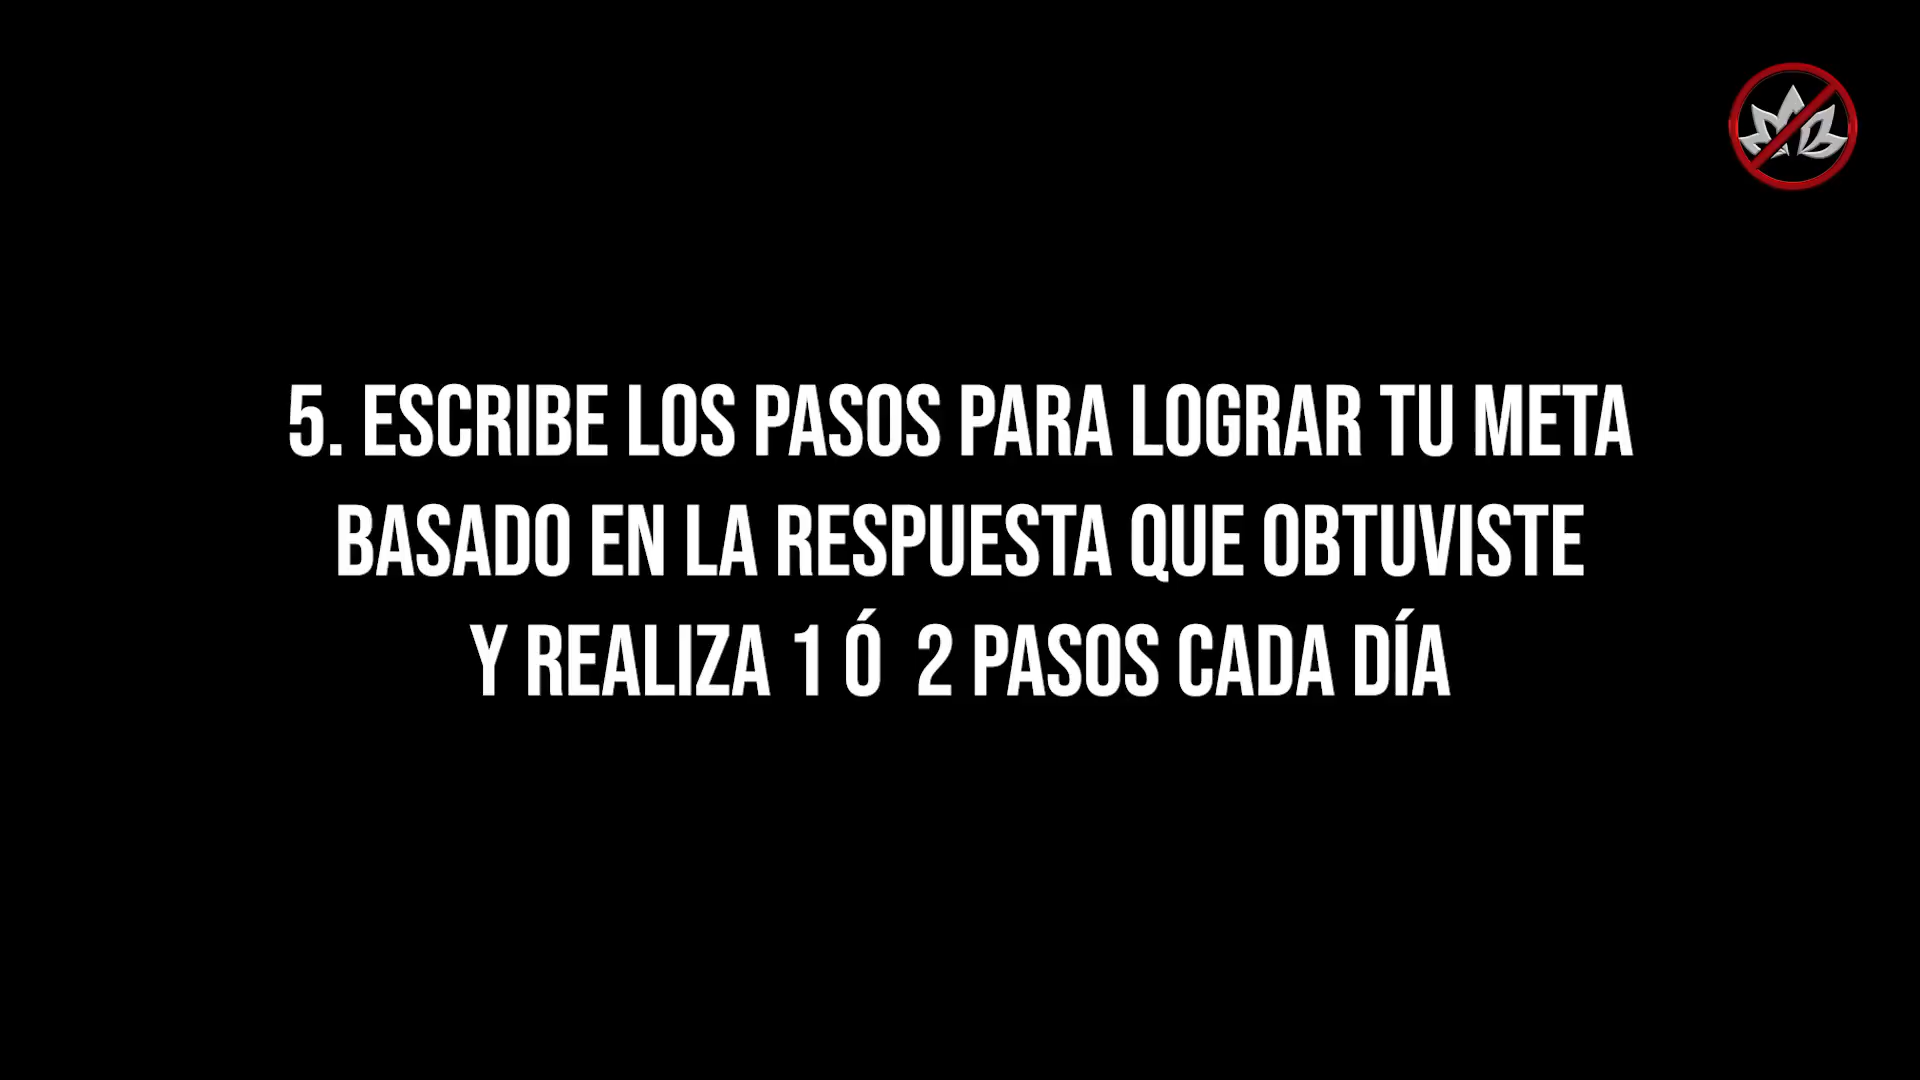 5. ESCRIBE LOS PASOS PARA LOGRAR TU META
BASADO EN LA RESPUESTA QUE OBTUVISTE
Y REALIZA 1 Ó  2 PASOS CADA DÍA